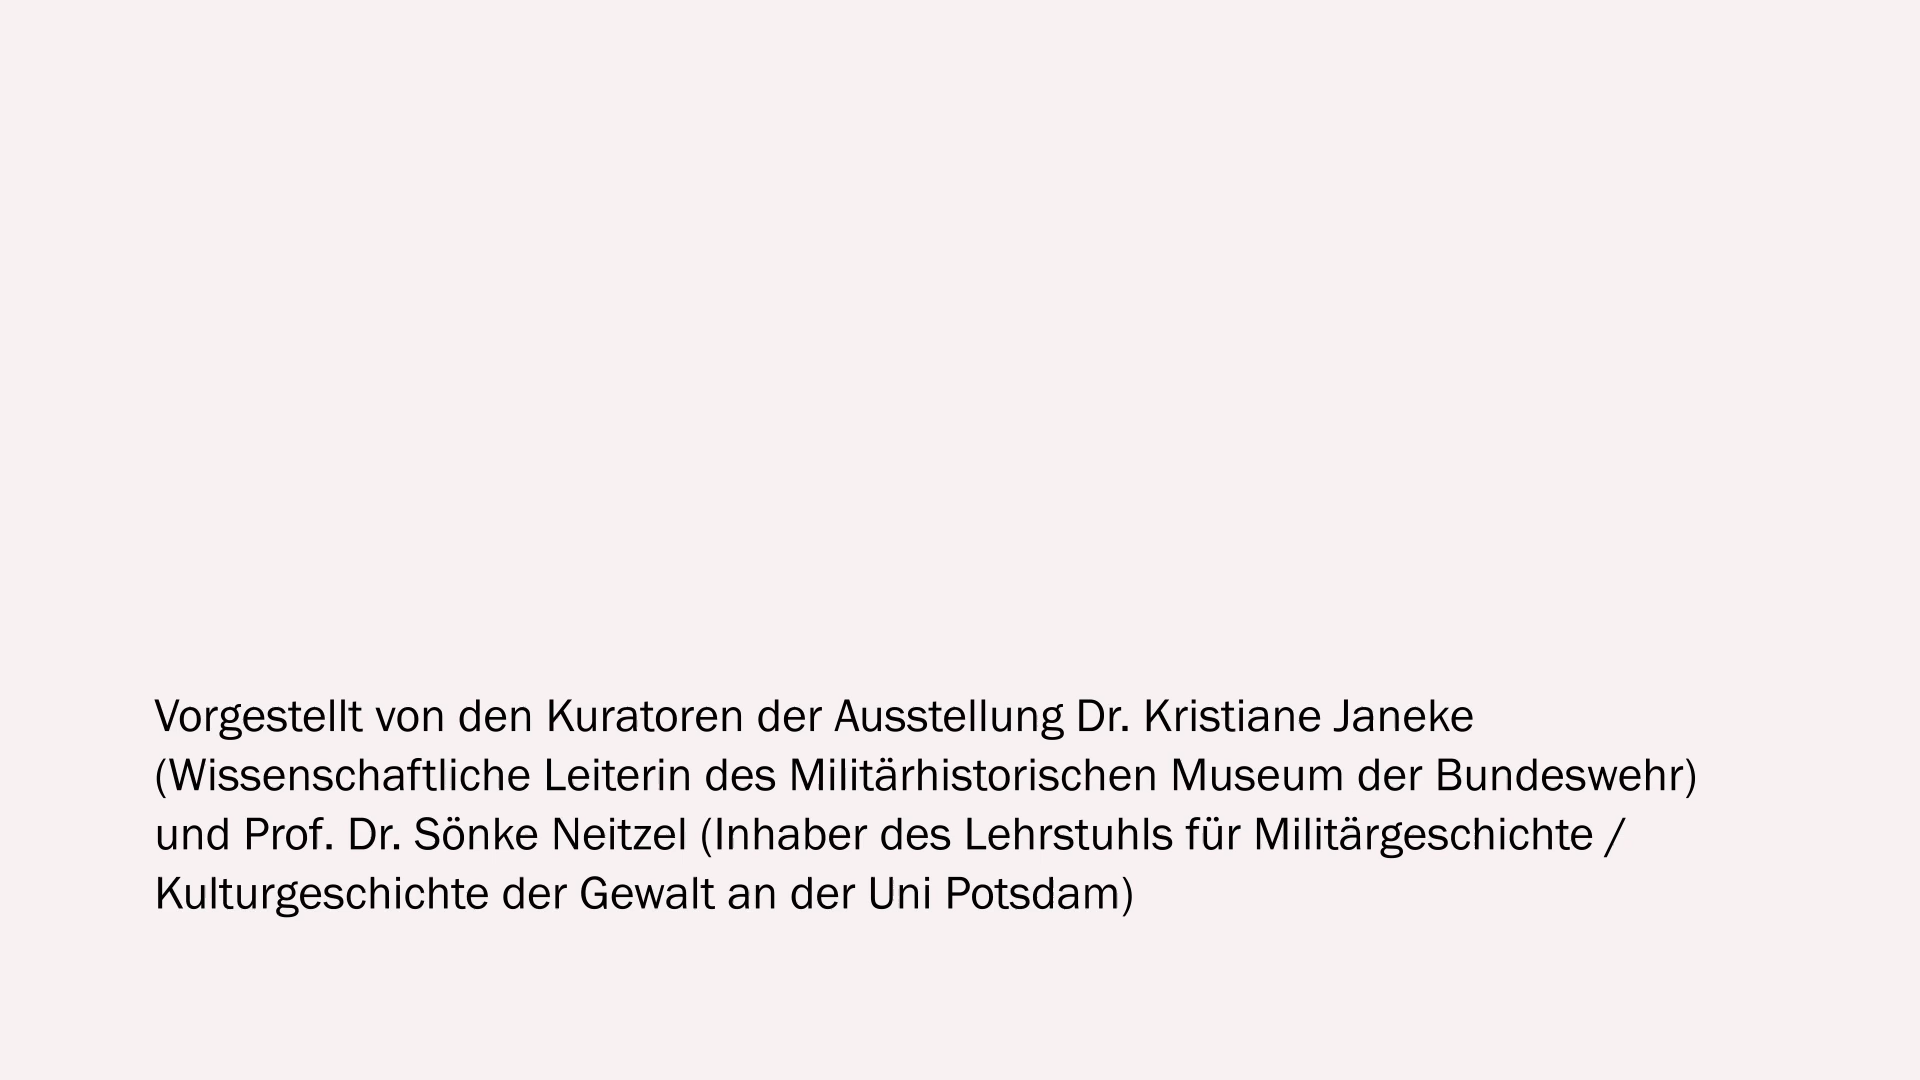 Vorgestellt von den Kuratoren der Ausstellung Dr. Kristiane Janeke
(Wissenschaftliche Leiterin des Militärhistorischen Museum der Bundeswehr)
und Prof. Dr. Sönke Neitzel (Inhaber des Lehrstuhls für Militärgeschichte /
Kulturgeschichte der Gewalt an der Uni Potsdam)